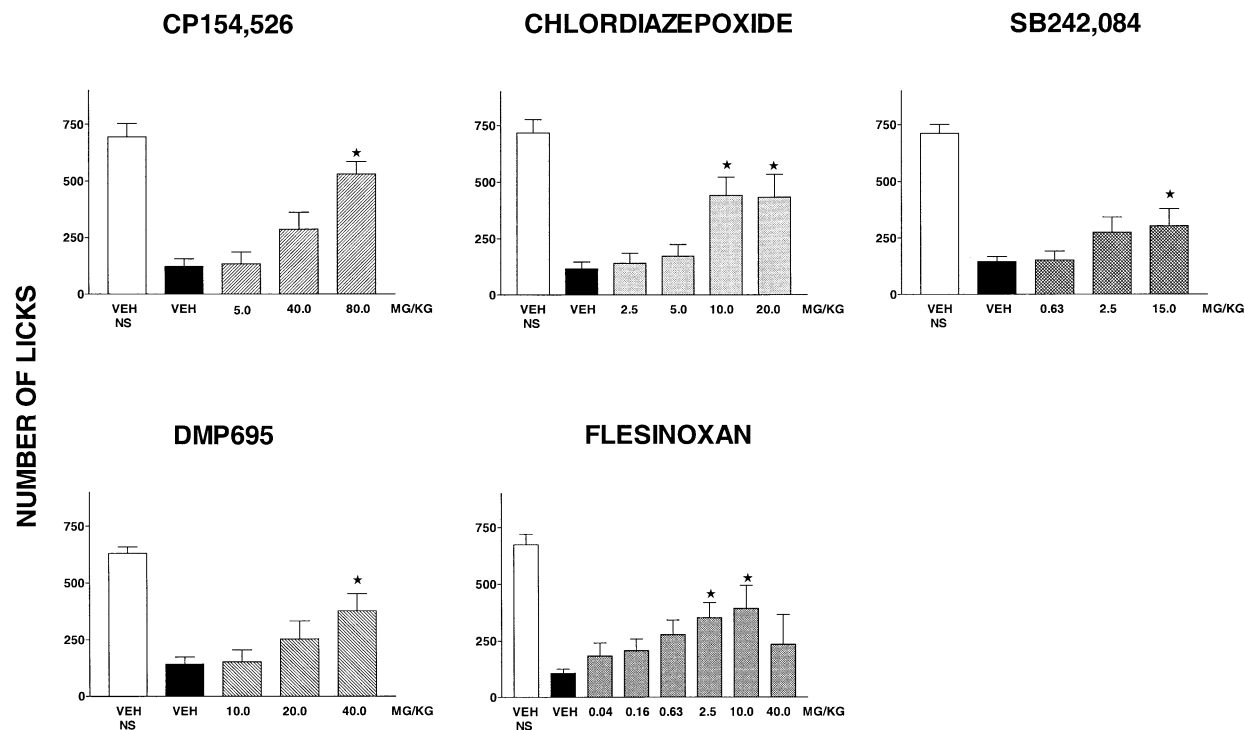 CP154,526
CHLORDIAZEPOXIDE
SB242,084
NUMBER OF LICKS
750
500
250
0
VEH NS VEH 5.0 40.0 80.0 MG/KG
★
750
500
250
0
VEH NS VEH 2.5 5.0 10.0 20.0 MG/KG
★ ★
750
500
250
0
VEH NS VEH 0.63 2.5 15.0 MG/KG
★
DMP695
FLESINOXAN
750
500
250
0
VEH NS VEH 10.0 20.0 40.0 MG/KG
★
750
500
250
0
VEH NS VEH 0.04 0.16 0.63 2.5 10.0 40.0 MG/KG
★ ★